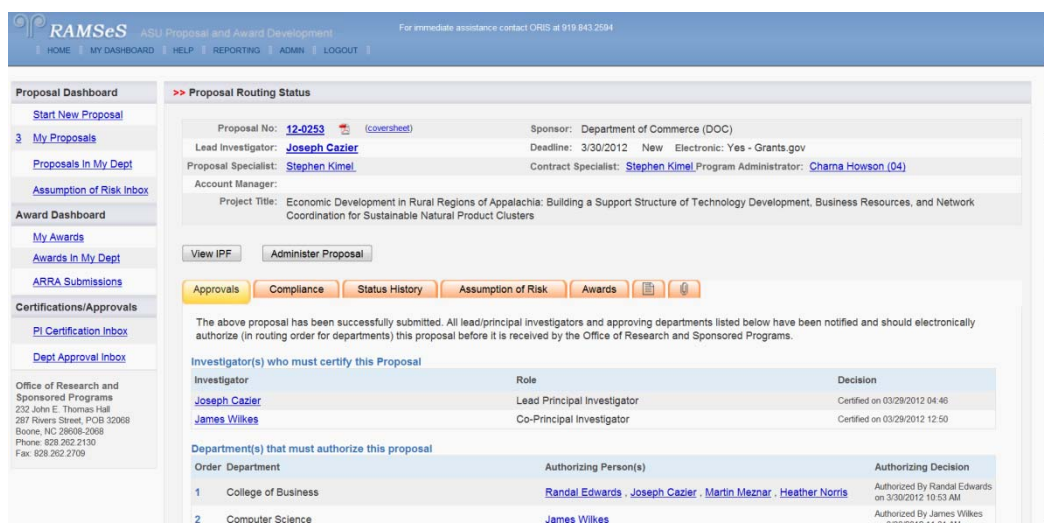 RAMSeS ASU Proposal and Award Development
For immediate assistance contact ORIS at 919.843.2594
HOME MY DASHBOARD HELP REPORTING ADMIN LOGOUT
Proposal Dashboard
Start New Proposal
3 My Proposals
Proposals In My Dept
Assumption of Risk Inbox
Award Dashboard
My Awards
Awards In My Dept
ARRA Submissions
Certifications/Approvals
PI Certification Inbox
Dept Approval Inbox
Office of Research and
Sponsored Programs
232 John E. Thomas Hall
287 Rivers Street, POB 32068
Boone, NC 28608-2068
Phone: 828.262.2130
Fax: 828.262.2709
>> Proposal Routing Status
Proposal No: 12-0253 (coversheet) Sponsor: Department of Commerce (DOC)
Lead Investigator: Joseph Cazier Deadline: 3/30/2012 New Electronic: Yes - Grants.gov
Proposal Specialist: Stephen Kimel Contract Specialist: Stephen Kimel Program Administrator: Charna Howson (04)
Account Manager:
Project Title: Economic Development in Rural Regions of Appalachia: Building a Support Structure of Technology Development, Business Resources, and Network
Coordination for Sustainable Natural Product Clusters
View IPF Administer Proposal
Approvals Compliance Status History Assumption of Risk Awards
The above proposal has been successfully submitted. All lead/principal investigators and approving departments listed below have been notified and should electronically
authorize (in routing order for departments) this proposal before it is received by the Office of Research and Sponsored Programs.
Investigator(s) who must certify this Proposal
Investigator Role Decision
Joseph Cazier Lead Principal Investigator Certified on 03/29/2012 04:46
James Wilkes Co-Principal Investigator Certified on 03/29/2012 12:50
Department(s) that must authorize this proposal
Order Department Authorizing Person(s) Authorizing Decision
1 College of Business Randal Edwards , Joseph Cazier , Martin Meznar , Heather Norris Authorized By Randal Edwards
on 3/30/2012 10:53 AM
2 Computer Science James Wilkes Authorized By James Wilkes